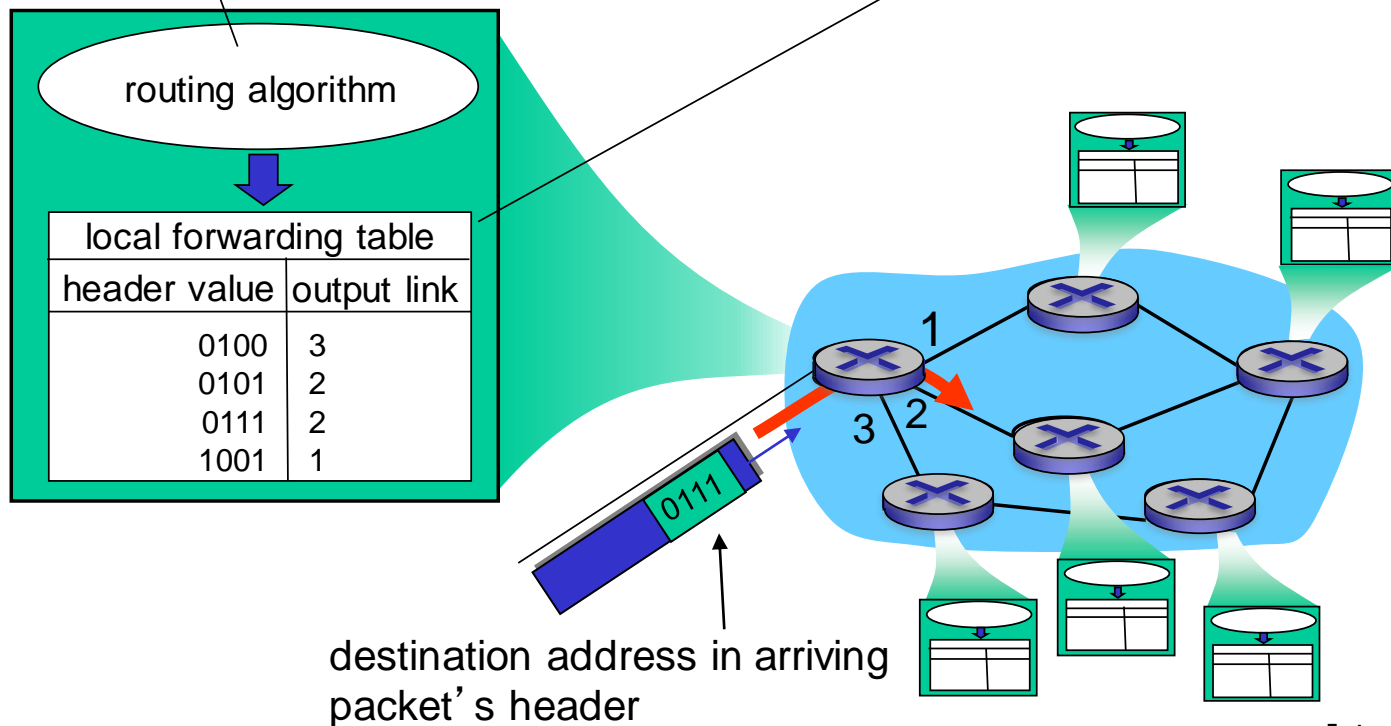 routing algorithm
local forwarding table
header value output link
0100 3
0101 2
0111 2
1001 1
1
2
3
0111
destination address in arriving
packet's header